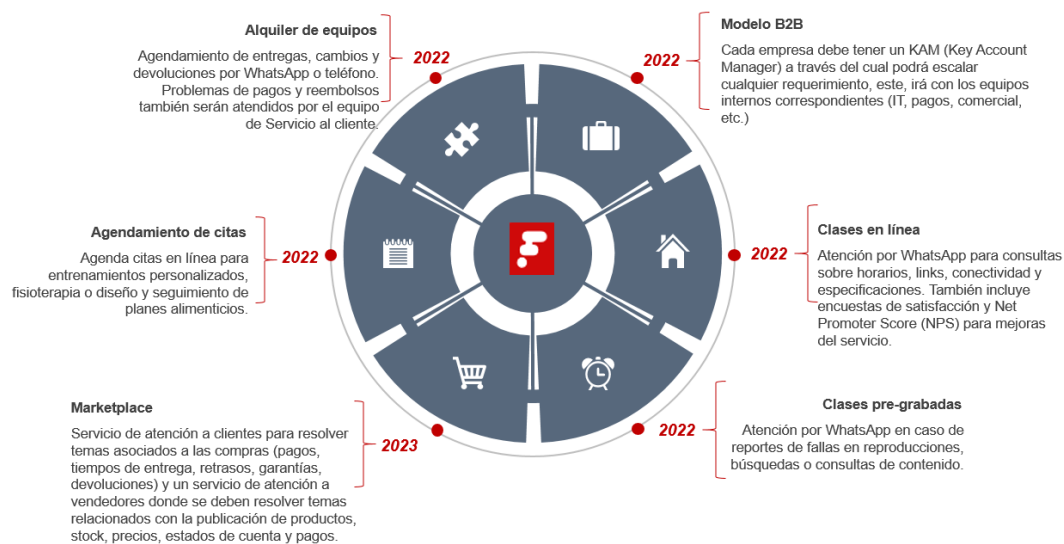 Alquiler de equipos
Agendamiento de entregas, cambios y
devoluciones por WhatsApp o teléfono.
Problemas de pagos y reembolsos
también serán atendidos por el equipo
de Servicio al cliente.
2022
Modelo B2B
Cada empresa debe tener un KAM (Key Account
Manager) a través del cual podrá escalar
cualquier requerimiento, este, irá con los equipos
internos correspondientes (IT, pagos, comercial,
etc.)
2022
Agendamiento de citas
Agenda citas en línea para
entrenamientos personalizados,
fisioterapia o diseño y seguimiento de
planes alimenticios.
2022
Clases en línea
Atención por WhatsApp para consultas
sobre horarios, links, conectividad y
especificaciones. También incluye
encuestas de satisfacción y Net
Promoter Score (NPS) para mejoras
del servicio.
2022
Marketplace
Servicio de atención a clientes para resolver
temas asociados a las compras (pagos,
tiempos de entrega, retrasos, garantías,
devoluciones) y un servicio de atención a
vendedores donde se deben resolver temas
relacionados con la publicación de productos,
stock, precios, estados de cuenta y pagos.
2023
Clases pre-grabadas
Atención por WhatsApp en caso de
reportes de fallas en reproducciones,
búsquedas o consultas de contenido.
2022